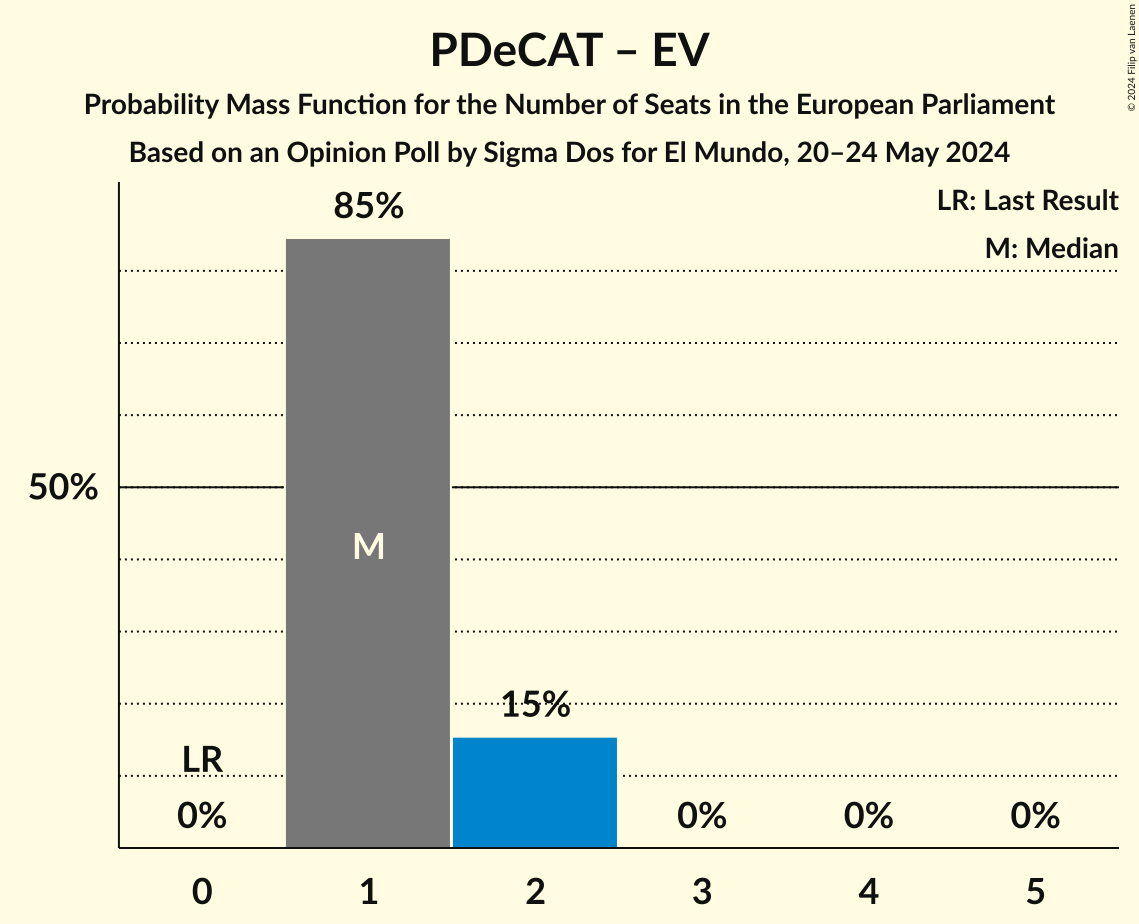 PDeCAT – EV
Probability Mass Function for the Number of Seats in the European Parliament
Based on an Opinion Poll by Sigma Dos for El Mundo, 20–24 May 2024
© 2024 Filip van Laenen
LR: Last Result
M: Median
85%
50%
M
15%
LR
0%
0%
0%
0%
0
1
2
3
4
5